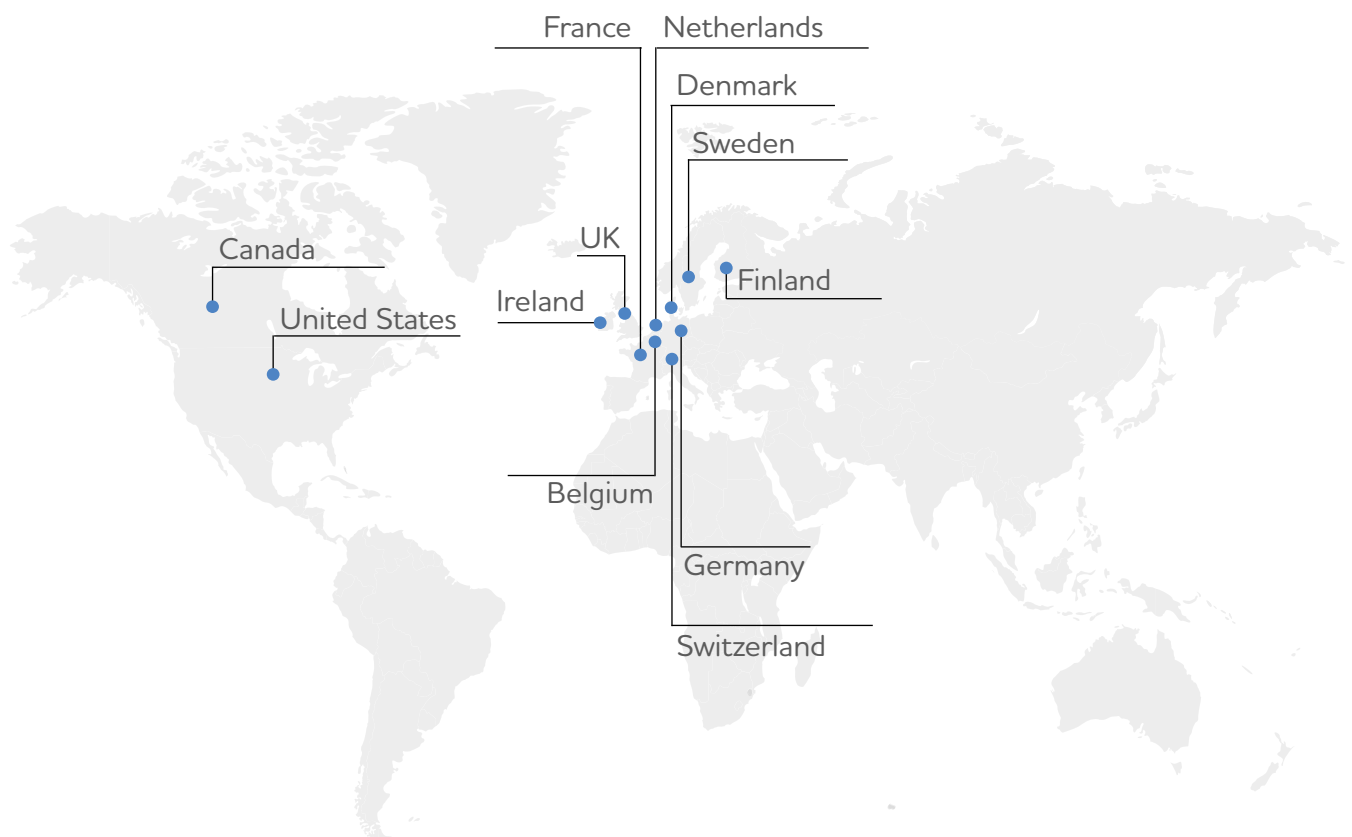 France
Netherlands
Denmark
Sweden
UK
Canada
Finland
Ireland
United States
Belgium
Germany
Switzerland